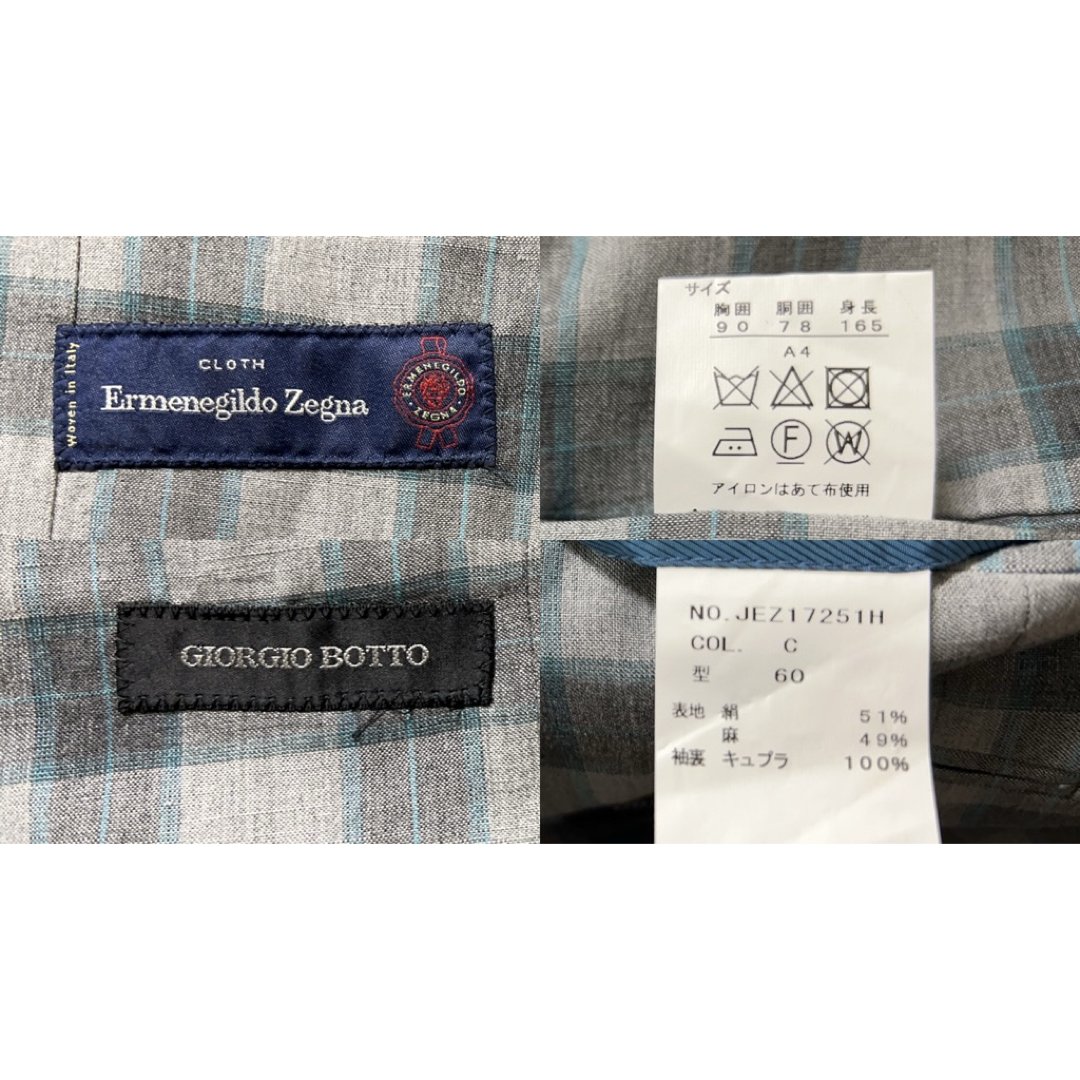 Woven in Italy
CLOTH
Ermenegildo Zegna
ERMENEGILDO
ZEGNA
サイズ
胸囲 胴囲 身長
90 78 165
A4
F
W
アイロンはあて布使用
GIORGIO BOTTO
NO. JEZ17251H
COL. C
型 60
表地 絹 51%
麻 49%
袖裏 キュプラ 100%